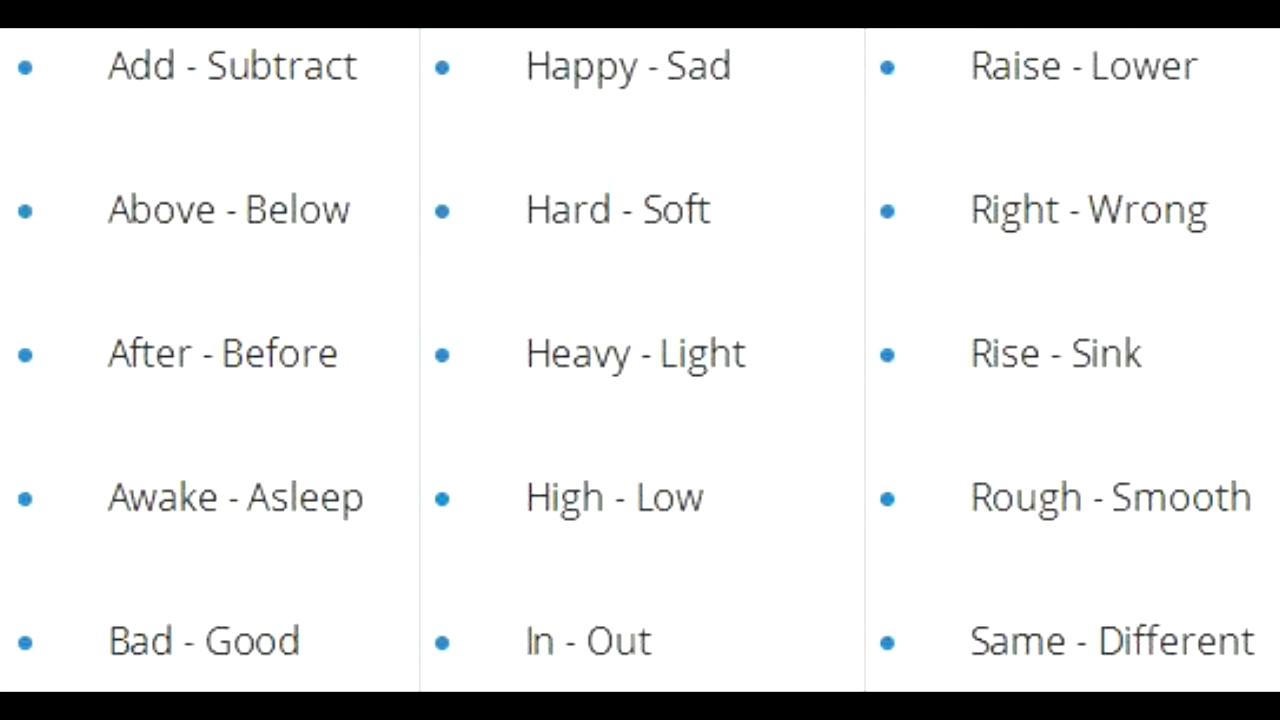 Add - Subtract
Above - Below
After - Before
Awake - Asleep
Bad - Good
Happy - Sad
Hard - Soft
Heavy - Light
High - Low
In - Out
Raise - Lower
Right - Wrong
Rise - Sink
Rough - Smooth
Same - Different